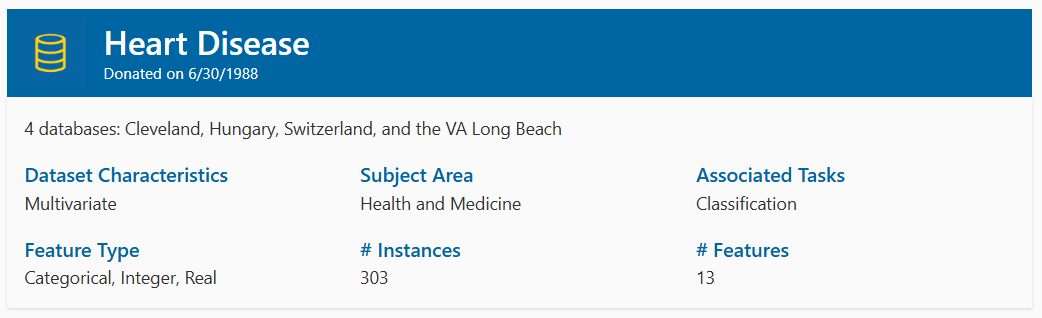 Heart Disease
Donated on 6/30/1988
4 databases: Cleveland, Hungary, Switzerland, and the VA Long Beach
Dataset Characteristics
Multivariate
Subject Area
Health and Medicine
Associated Tasks
Classification
Feature Type
Categorical, Integer, Real
# Instances
303
# Features
13